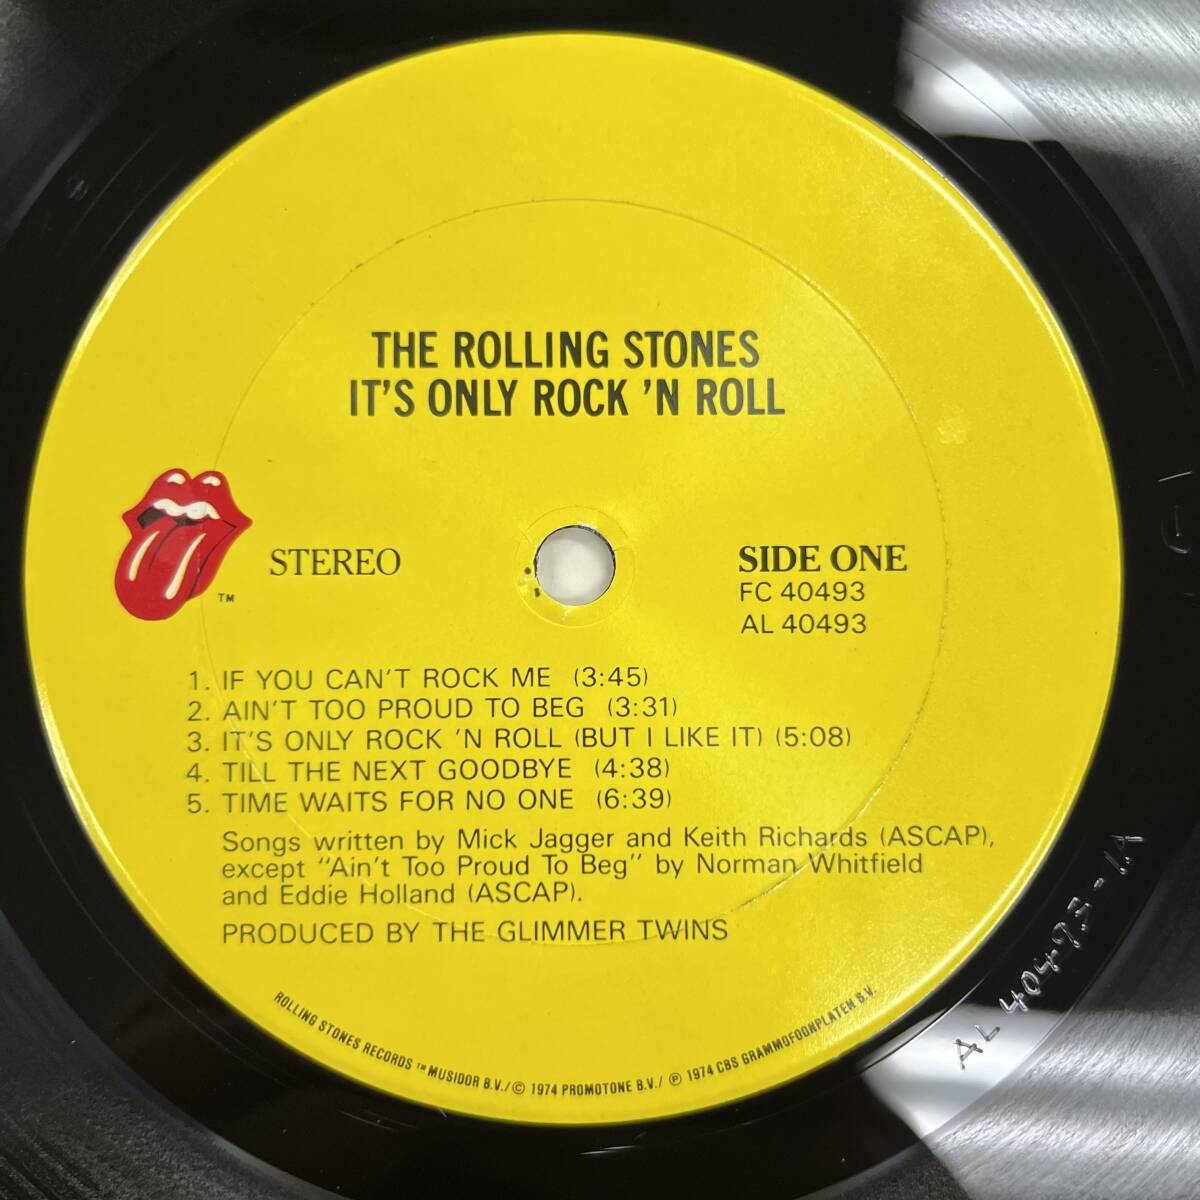 THE ROLLING STONES
IT'S ONLY ROCK 'N ROLL
TM
STEREO
SIDE ONE
FC 40493
AL 40493
1. IF YOU CAN'T ROCK ME (3:45)
2. AIN'T TOO PROUD TO BEG (3:31)
3. IT'S ONLY ROCK 'N ROLL (BUT I LIKE IT) (5:08)
4. TILL THE NEXT GOODBYE (4:38)
5. TIME WAITS FOR NO ONE (6:39)
Songs written by Mick Jagger and Keith Richards (ASCAP),
except "Ain't Too Proud To Beg" by Norman Whitfield
and Eddie Holland (ASCAP).
PRODUCED BY THE GLIMMER TWINS
ROLLING STONES RECORDS ™ MUSIDOR B.V./© 1974 PROMOTONE B.V./ ℗ 1974 CBS GRAMMOFOONPLATEN B.V.
AL 40493-1A